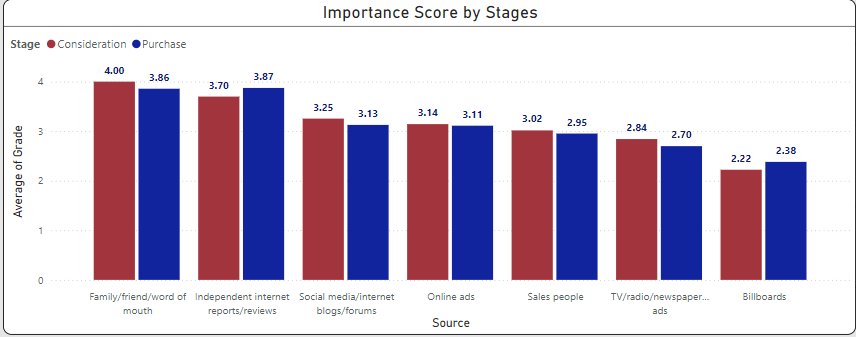 Importance Score by Stages
Stage Consideration Purchase
Average of Grade
4
3
2
1
0
4.00 3.86 3.70 3.87 3.25 3.13 3.14 3.11 3.02 2.95 2.84 2.70 2.22 2.38
Family/friend/word of
mouth
Independent internet
reports/reviews
Social media/internet
blogs/forums
Online ads
Sales people
TV/radio/newspaper...
ads
Billboards
Source